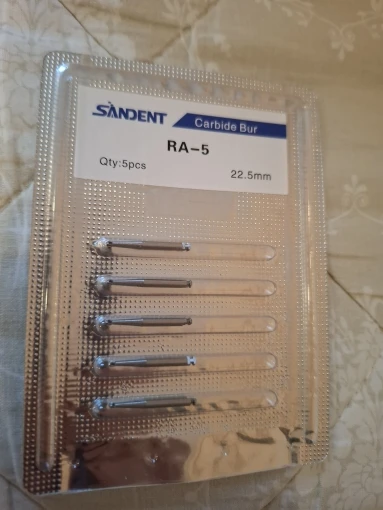 SANDENT Carbide Bur
RA-5
Qty:5pcs 22.5mm